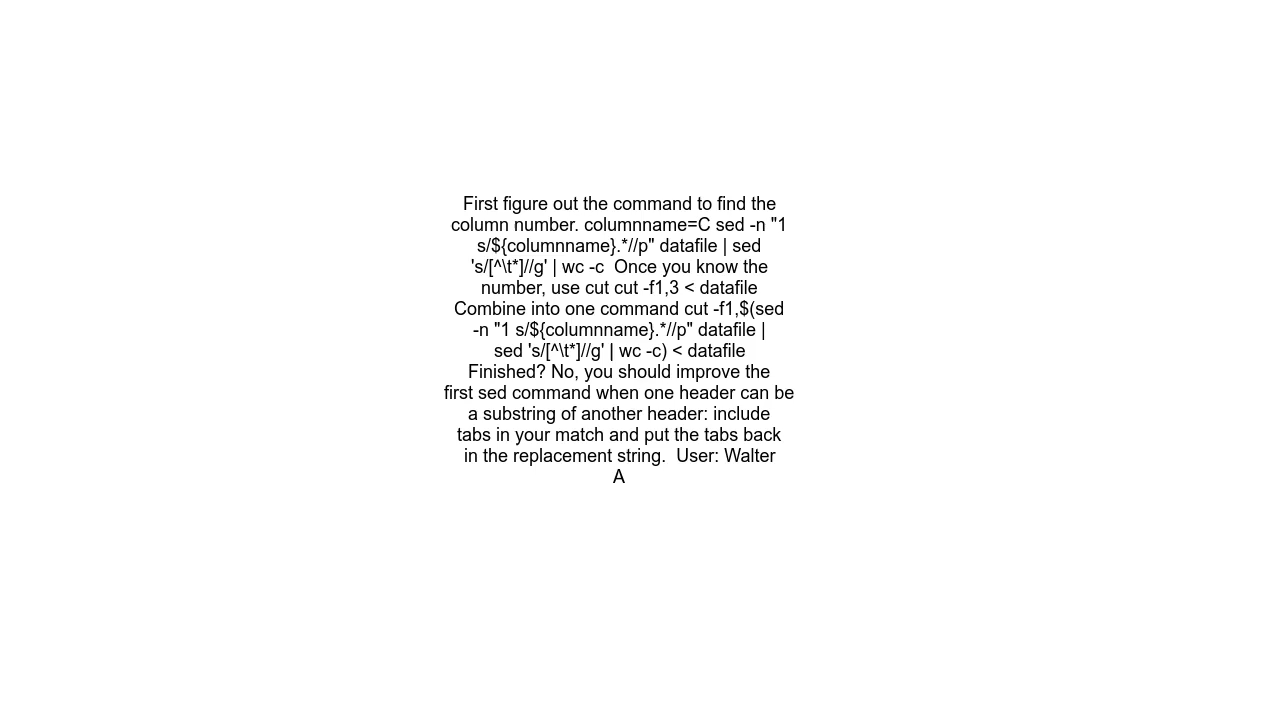 First figure out the command to find the
column number. columnname=C sed -n "1
s/${columnname}.*//p" datafile | sed
's/[^\t*]//g' | wc -c  Once you know the
number, use cut cut -f1,3 < datafile
Combine into one command cut -f1,$(sed
-n "1 s/${columnname}.*//p" datafile |
sed 's/[^\t*]//g' | wc -c) < datafile
Finished? No, you should improve the
first sed command when one header can be
a substring of another header: include
tabs in your match and put the tabs back
in the replacement string.  User: Walter
A